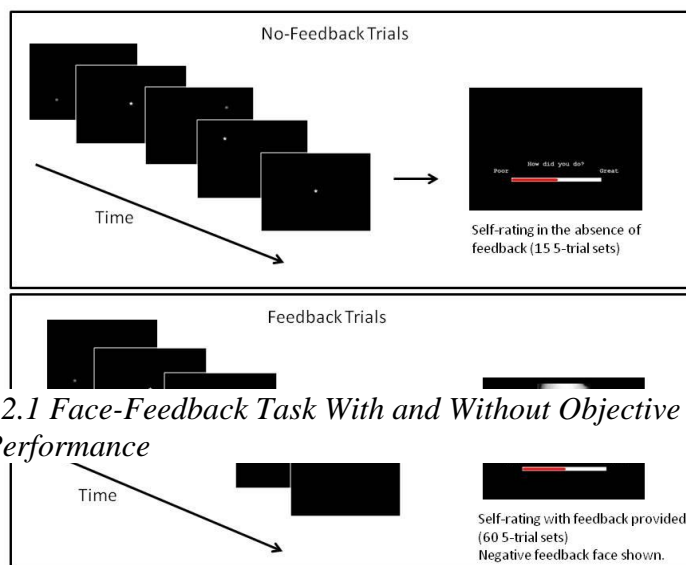 No-Feedback Trials
How did you do?
Poor Great
Time
Self-rating in the absence of
feedback (15 5-trial sets)
Feedback Trials
2.1 Face-Feedback Task With and Without Objective
Performance
Time
Self-rating with feedback provided
(60 5-trial sets)
Negative feedback face shown.